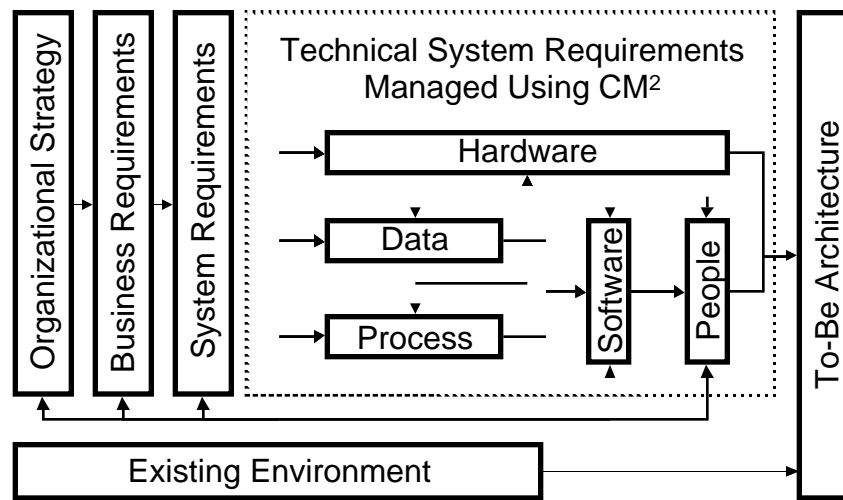 Organizational Strategy
Business Requirements
System Requirements
Technical System Requirements
Managed Using CM²
Hardware
Data
Process
Software
People
To-Be Architecture
Existing Environment